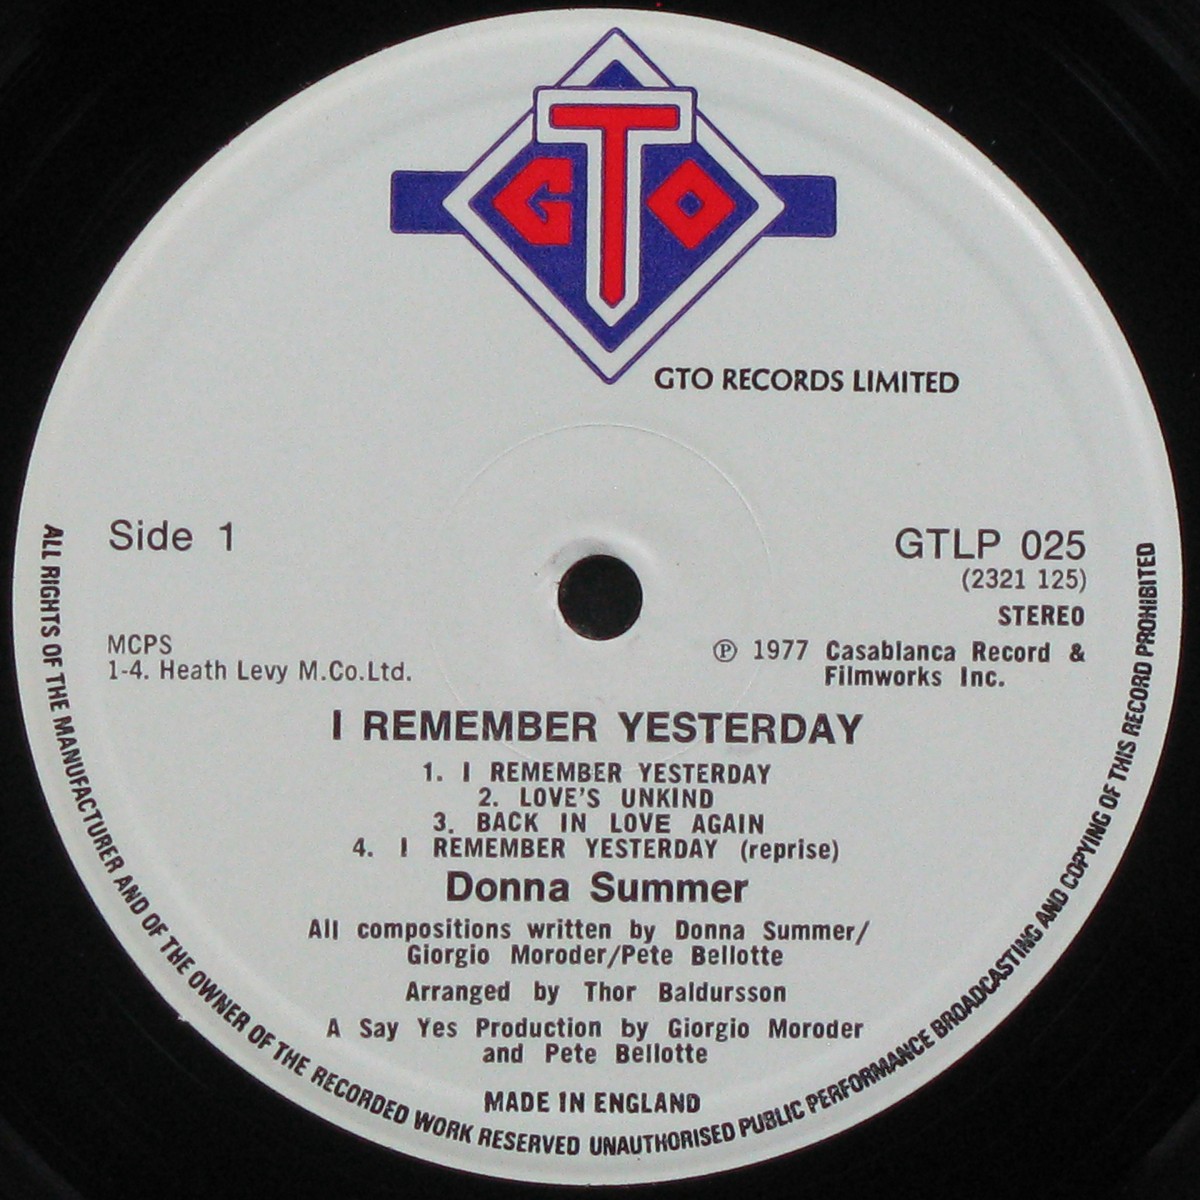 GTO
GTO RECORDS LIMITED
Side 1
GTLP 025
(2321 125)
STEREO
MCPS
1-4. Heath Levy M.Co.Ltd.
Ⓟ 1977 Casablanca Record &
Filmworks Inc.
I REMEMBER YESTERDAY
1. I REMEMBER YESTERDAY
2. LOVE'S UNKIND
3. BACK IN LOVE AGAIN
4. I REMEMBER YESTERDAY (reprise)
Donna Summer
All compositions written by Donna Summer/
Giorgio Moroder/Pete Bellotte
Arranged by Thor Baldursson
A Say Yes Production by Giorgio Moroder
and Pete Bellotte
MADE IN ENGLAND
ALL RIGHTS OF THE MANUFACTURER AND OF THE OWNER OF THE RECORDED WORK RESERVED UNAUTHORISED PUBLIC PERFORMANCE BROADCASTING AND COPYING OF THIS RECORD PROHIBITED